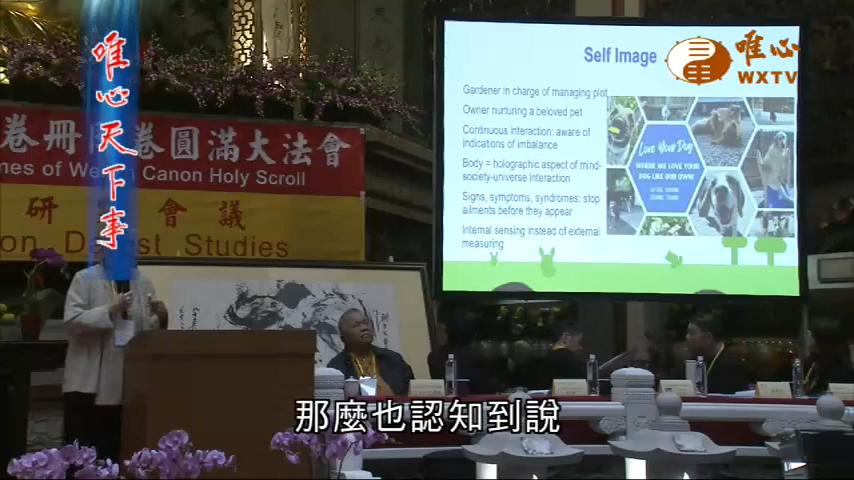 唯心天下事
唯心
WXTV
卷冊 卷圓滿大法會
mes of W Canon Holy Scroll
研 會議
on D st Studies
Self Image
Gardener in charge of managing plot
Owner nurturing a beloved pet
Continuous Interaction: aware of
indications of imbalance
Body = holographic aspect of mind-
society-universe interaction
Signs, symptoms, syndromes: stop
ailments before they appear
Internal sensing instead of external
measuring
Love Your Dog
WHERE WE LOVE YOUR
DOG LIKE OUR OWN!
那麼也認知到說